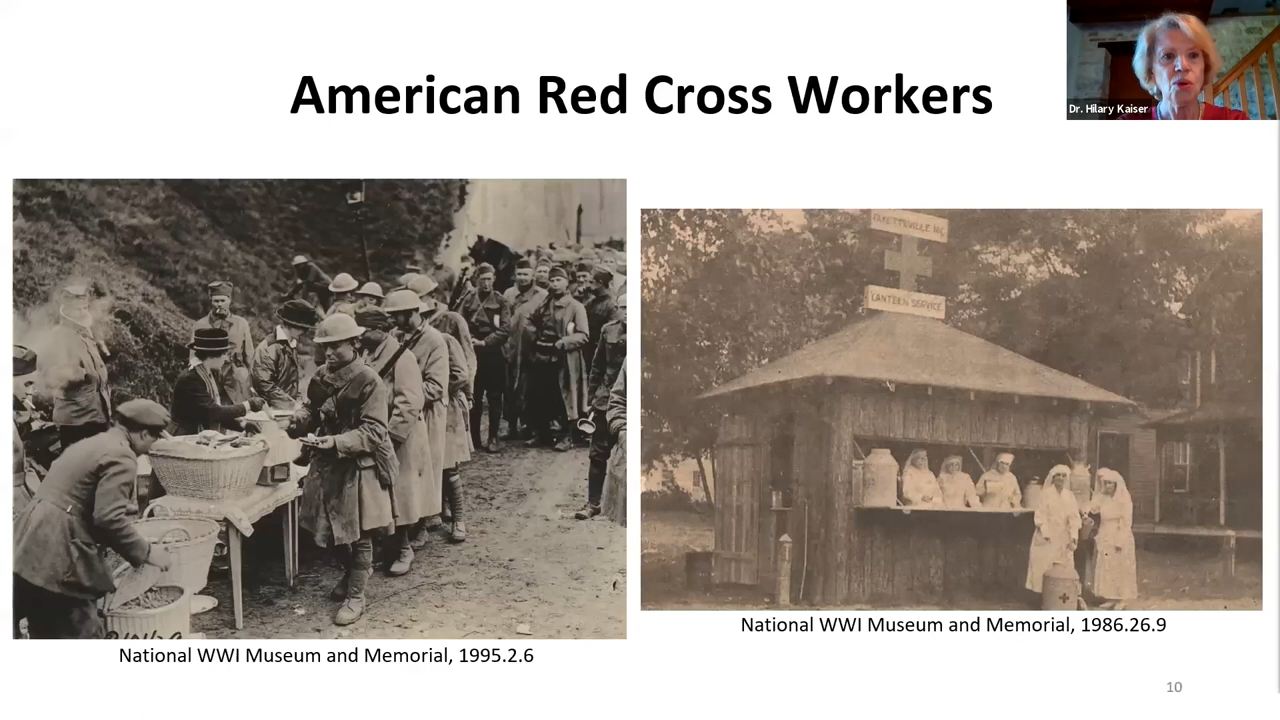 American Red Cross Workers
Dr. Hilary Kaiser
FAYETTEVILLE N.C.
CANTEEN SERVICE
National WWI Museum and Memorial, 1995.2.6
National WWI Museum and Memorial, 1986.26.9
10